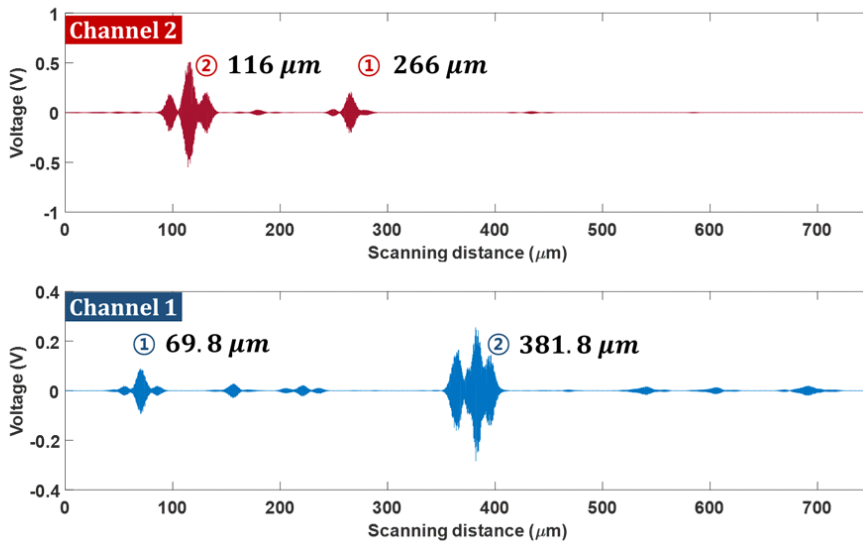 Channel 2
② 116 μm ① 266 μm
1
0.5
0
-0.5
-1
Voltage (V)
0 100 200 300 400 500 600 700
Scanning distance (μm)
Channel 1
① 69.8 μm ② 381.8 μm
0.4
0.2
0
-0.2
-0.4
Voltage (V)
0 100 200 300 400 500 600 700
Scanning distance (μm)